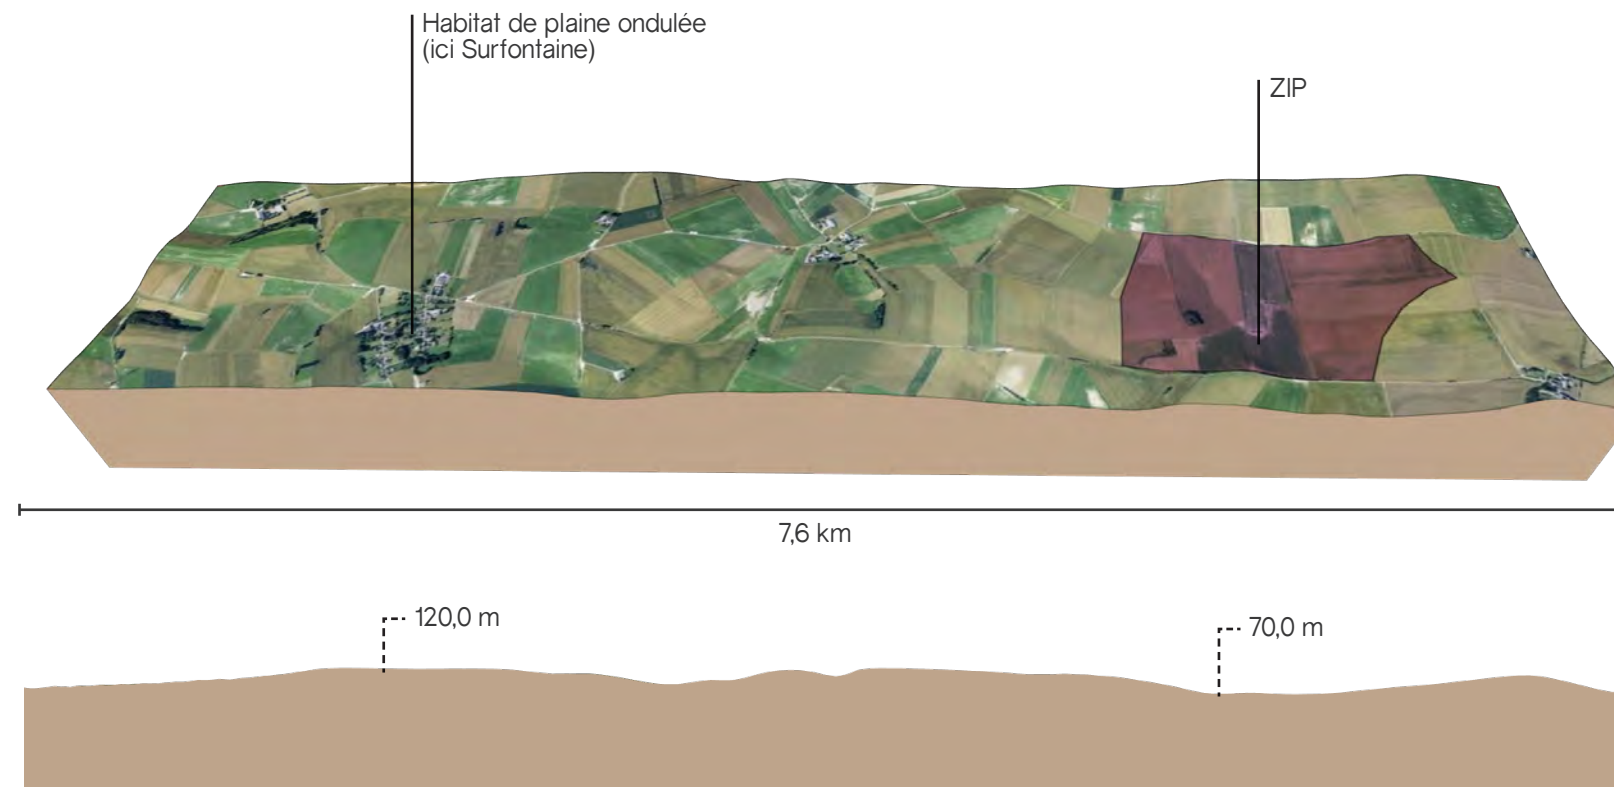 Habitat de plaine ondulée
(ici Surfontaine)
ZIP
7,6 km
120,0 m
70,0 m